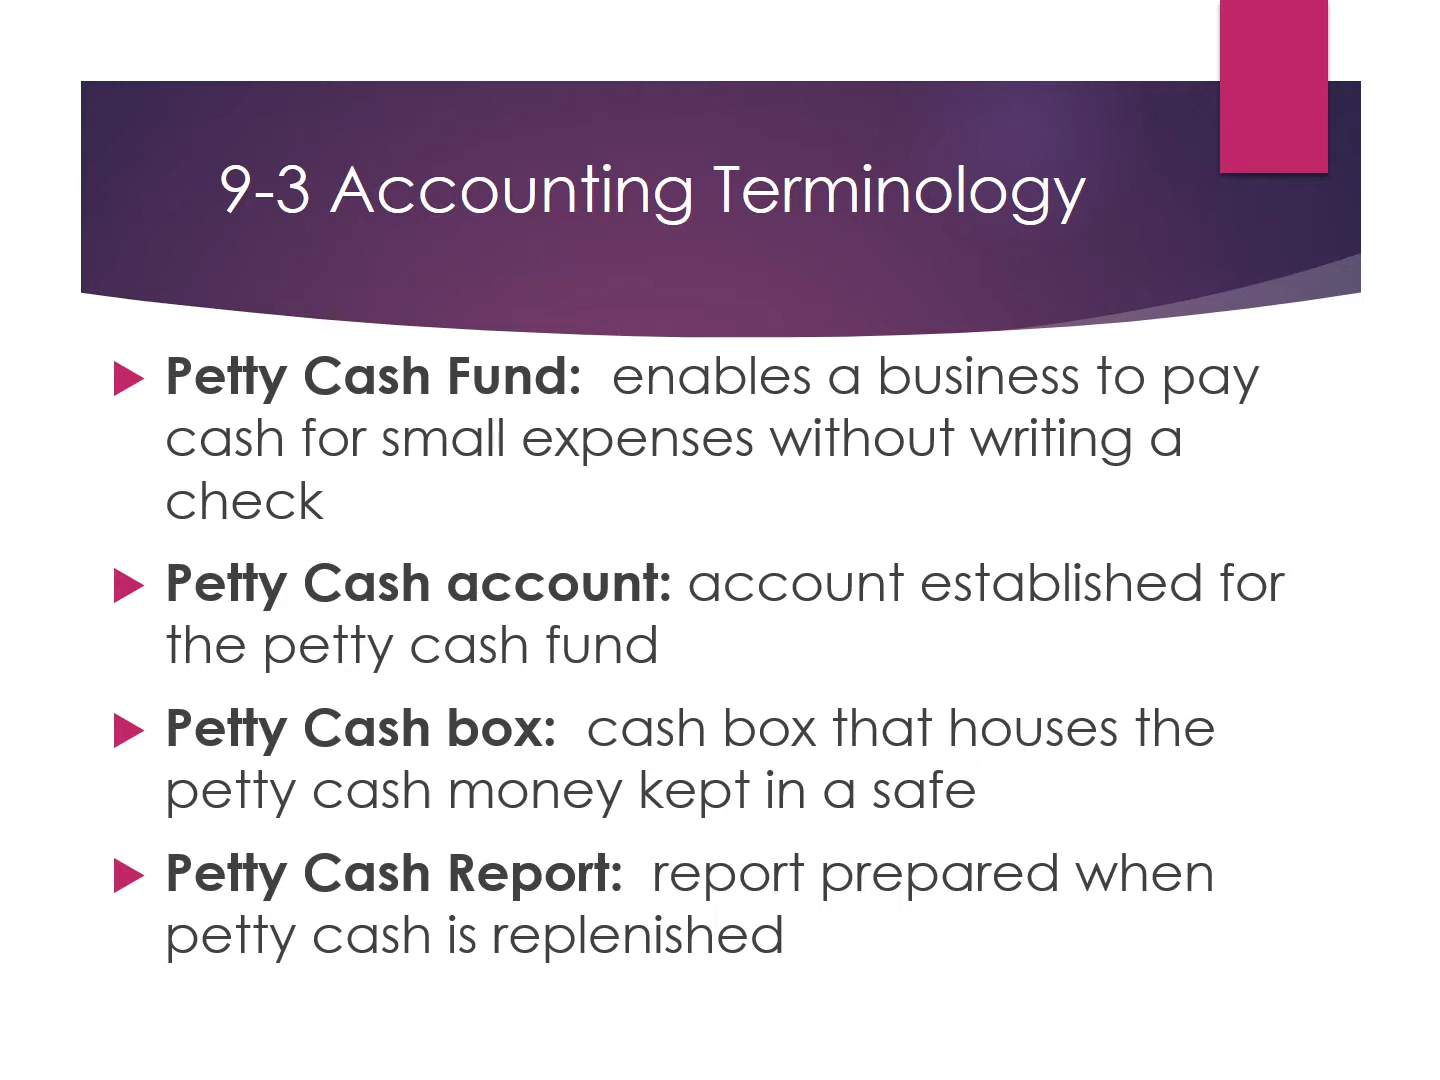 9-3 Accounting Terminology
Petty Cash Fund: enables a business to pay
cash for small expenses without writing a
check
Petty Cash account: account established for
the petty cash fund
Petty Cash box: cash box that houses the
petty cash money kept in a safe
Petty Cash Report: report prepared when
petty cash is replenished